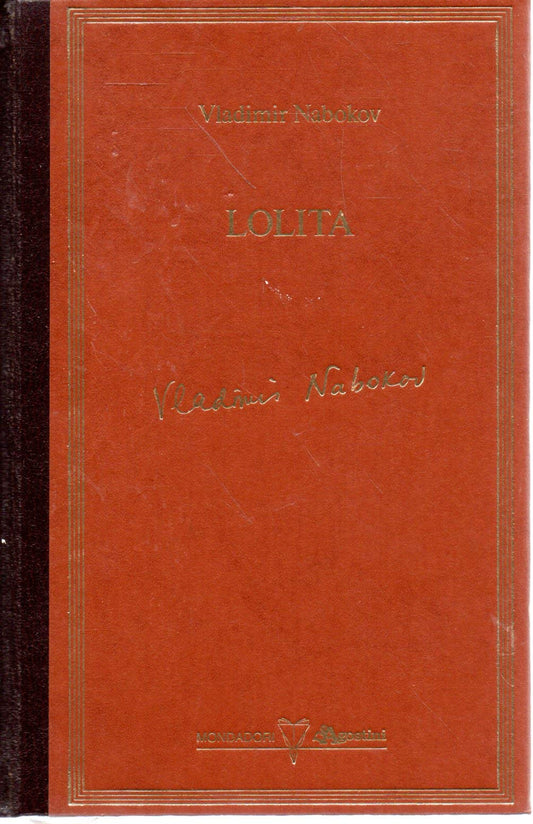 Vladimir Nabokov
LOLITA
Vladimir Nabokov
MONDADORI DeAgostini